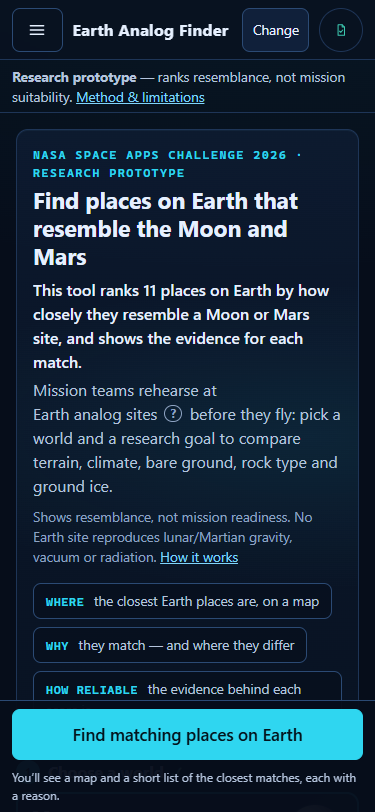 Earth Analog Finder
Change
Research prototype — ranks resemblance, not mission
suitability. Method & limitations
NASA SPACE APPS CHALLENGE 2026 ·
RESEARCH PROTOTYPE
Find places on Earth that
resemble the Moon and
Mars
This tool ranks 11 places on Earth by how
closely they resemble a Moon or Mars
site, and shows the evidence for each
match.
Mission teams rehearse at
Earth analog sites ? before they fly: pick a
world and a research goal to compare
terrain, climate, bare ground, rock type and
ground ice.
Shows resemblance, not mission readiness. No
Earth site reproduces lunar/Martian gravity,
vacuum or radiation. How it works
WHERE the closest Earth places are, on a map
WHY they match — and where they differ
HOW RELIABLE the evidence behind each
Find matching places on Earth
You'll see a map and a short list of the closest matches, each with
a reason.